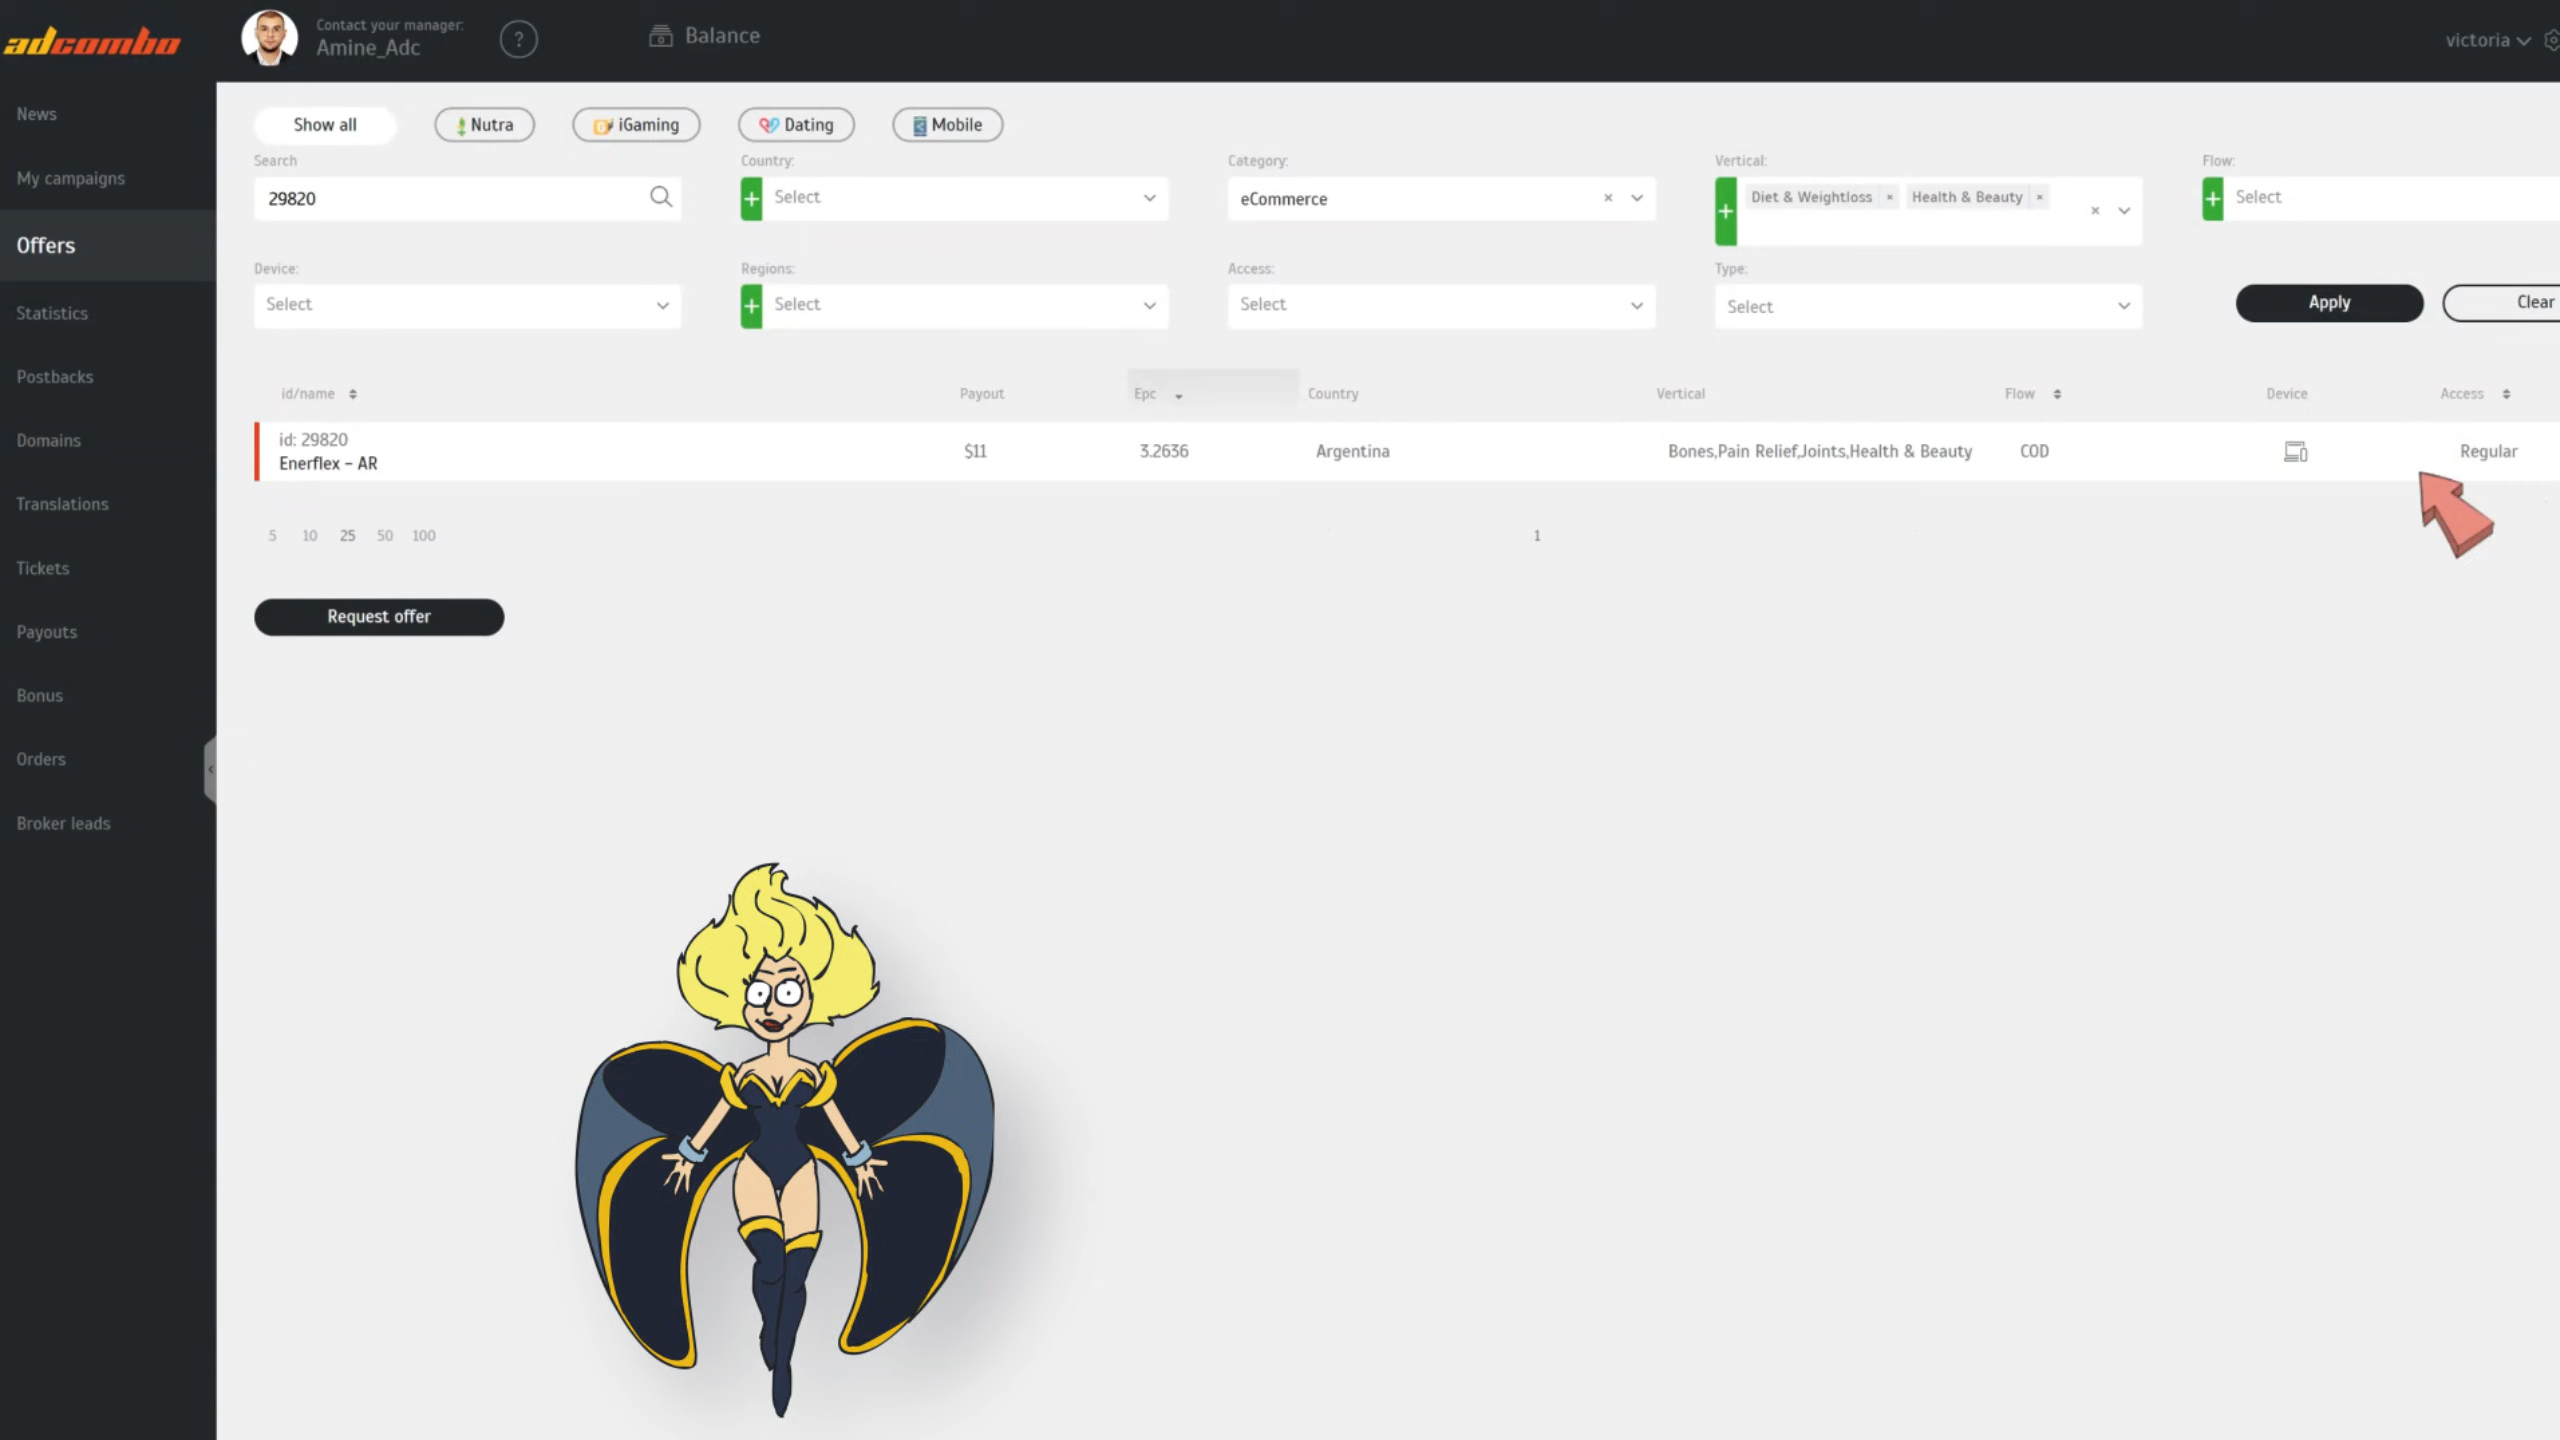 adcombo
Contact your manager:
Amine_Adc
?
Balance
victoria
News
My campaigns
Offers
Statistics
Postbacks
Domains
Translations
Tickets
Payouts
Bonus
Orders
Broker leads
Show all
Nutra
iGaming
Dating
Mobile
Search
Country:
Category:
Vertical:
Flow:
29820
+ Select
eCommerce ×
+ Diet & Weightloss × Health & Beauty × ×
+ Select
Device:
Regions:
Access:
Type:
Select
+ Select
Select
Select
Apply
Clear
id/name Payout Epc Country Vertical Flow Device Access
id: 29820
Enerflex – AR
$11 3.2636 Argentina Bones,Pain Relief,Joints,Health & Beauty COD Regular
5 10 25 50 100
1
Request offer